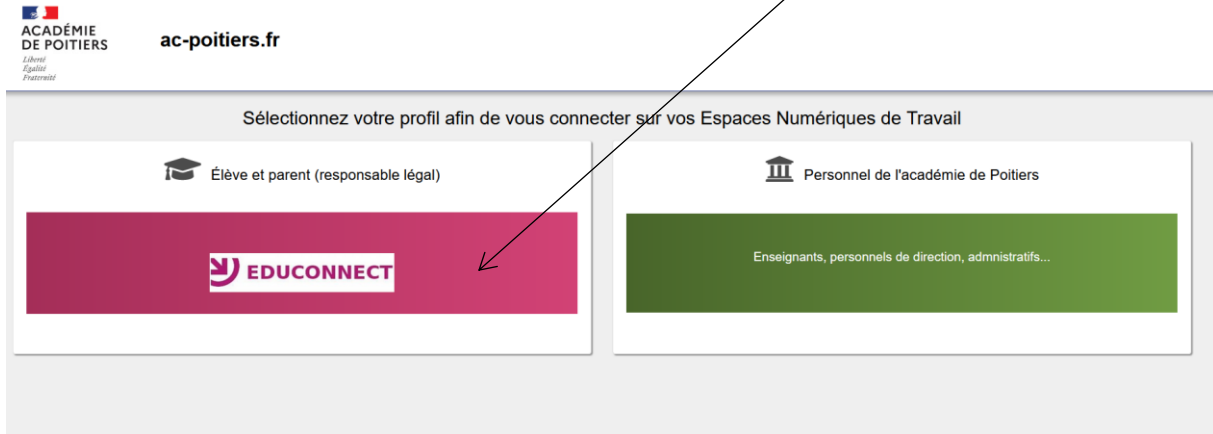 ACADÉMIE
DE POITIERS
Liberté
Égalité
Fraternité
ac-poitiers.fr
Sélectionnez votre profil afin de vous connecter sur vos Espaces Numériques de Travail
Élève et parent (responsable légal)
EDUCONNECT
Personnel de l'académie de Poitiers
Enseignants, personnels de direction, admnistratifs...